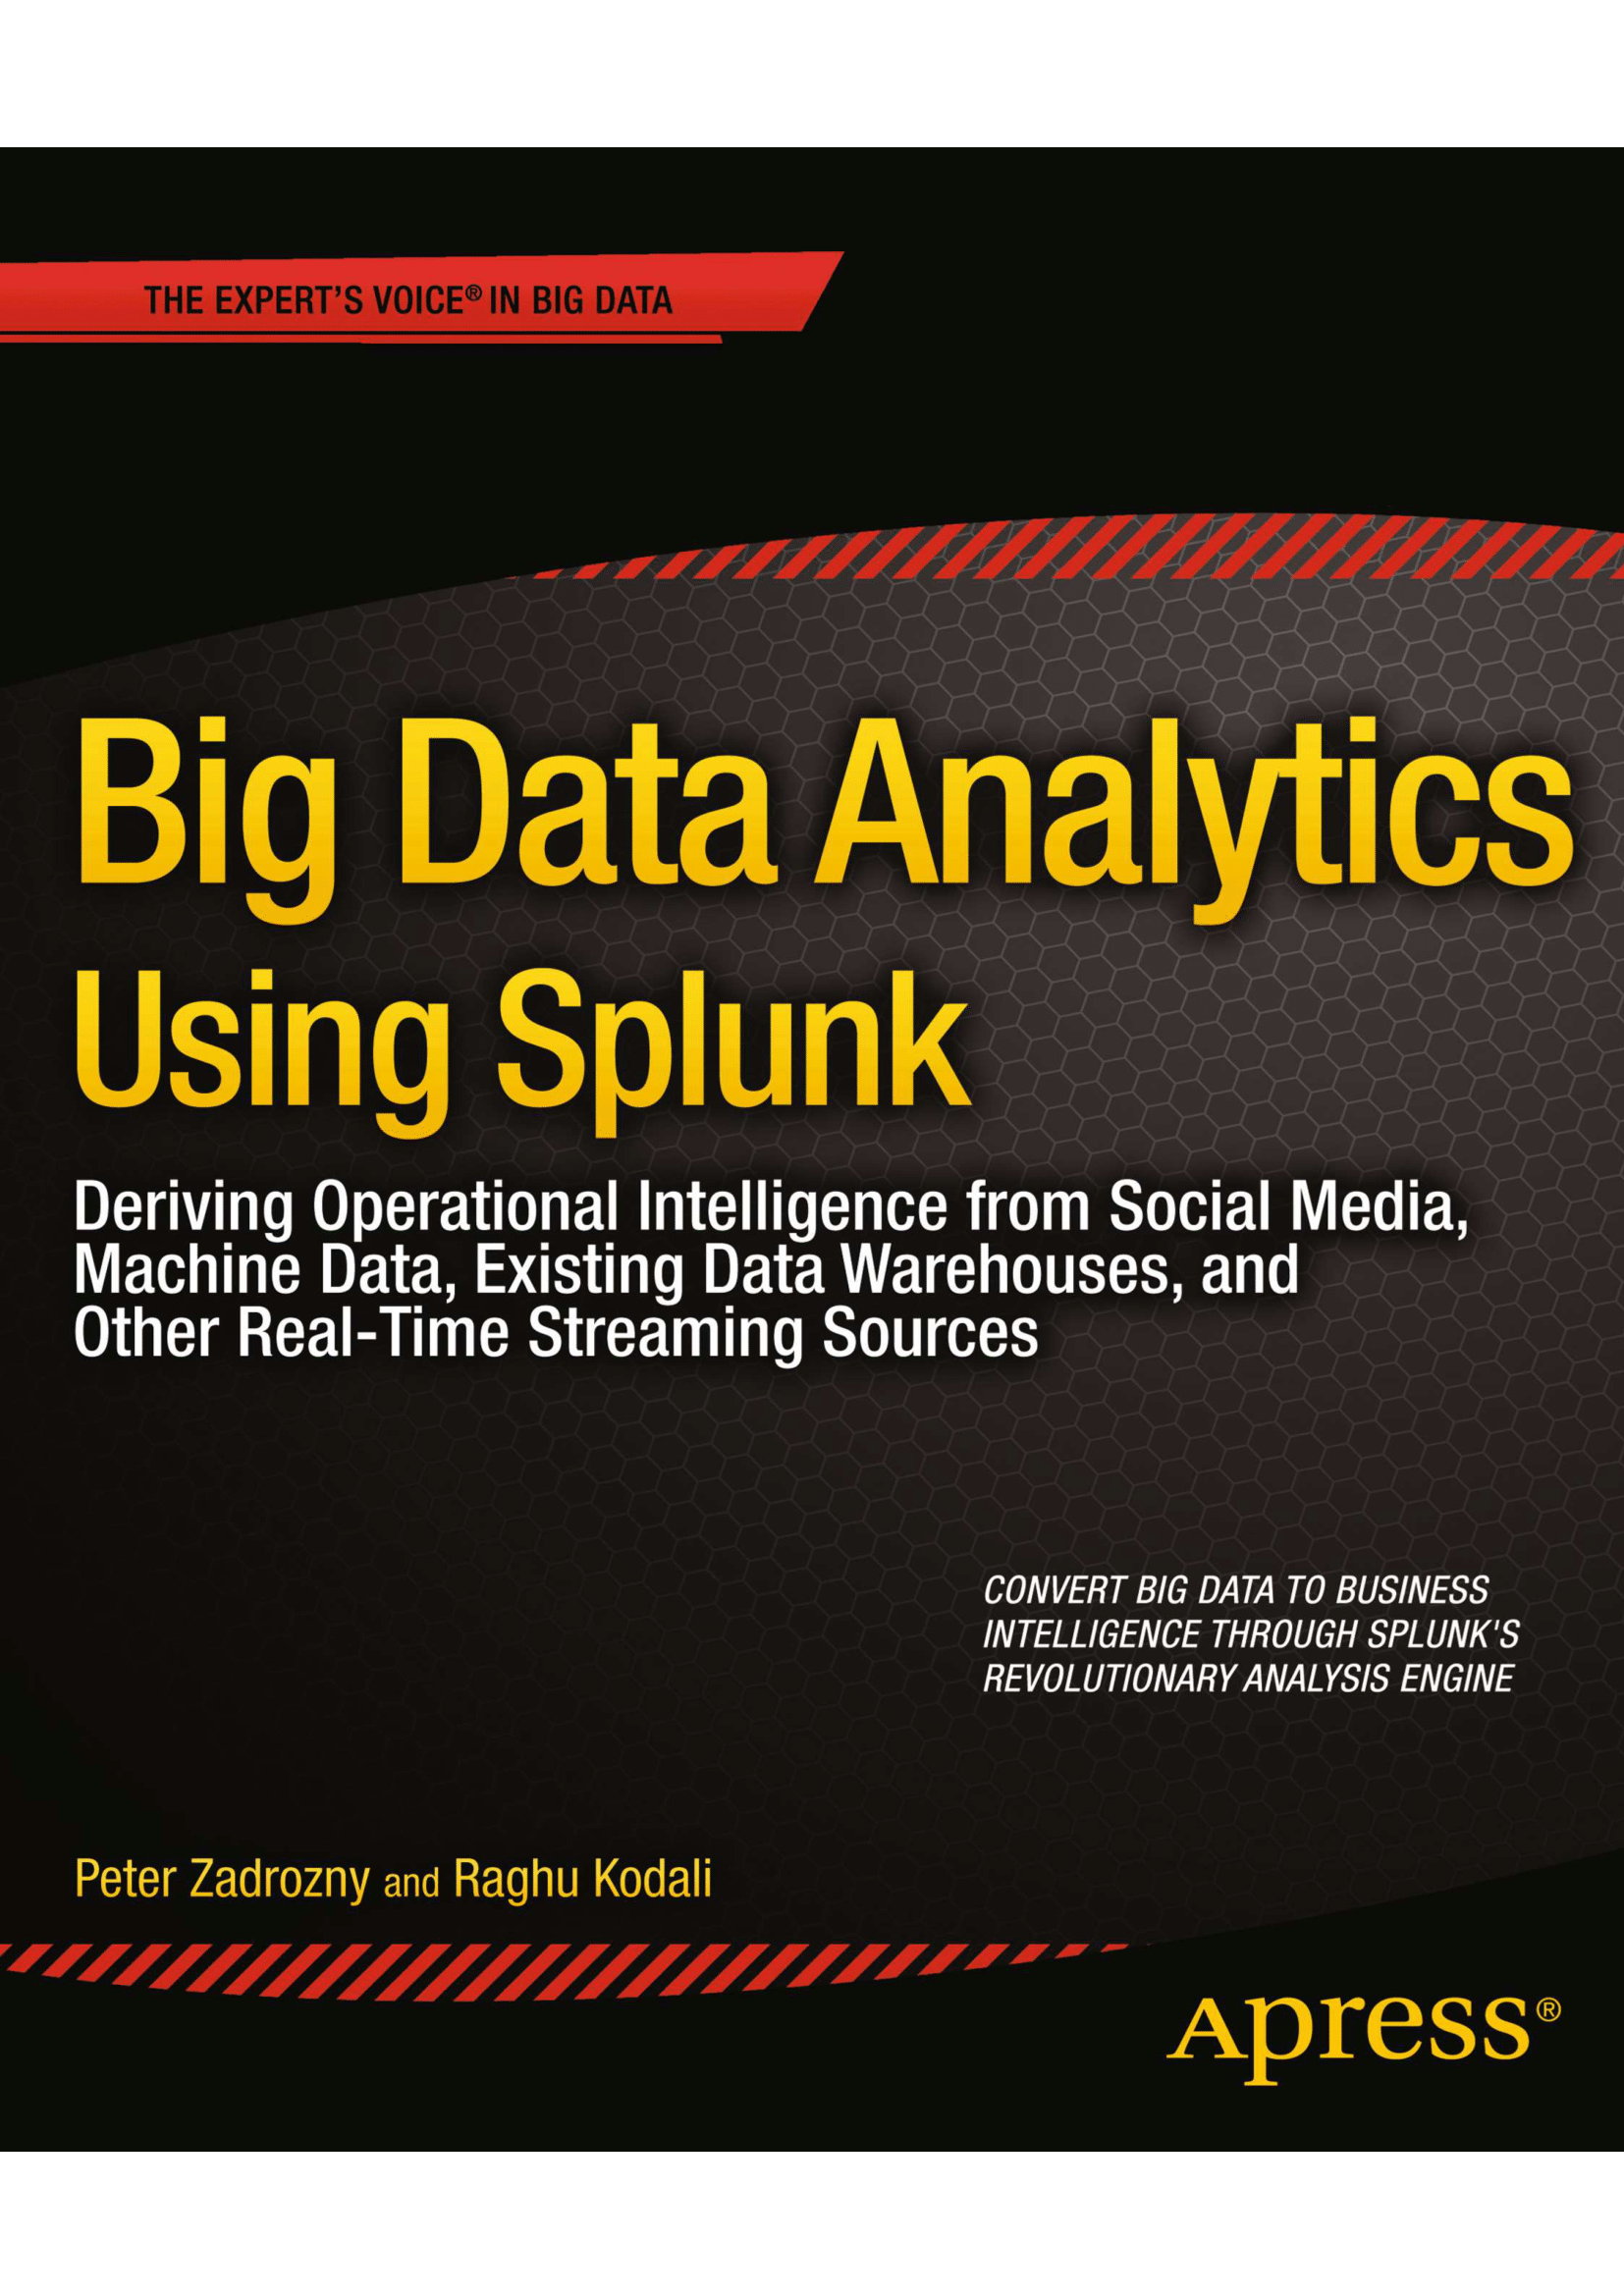 THE EXPERT'S VOICE® IN BIG DATA
Big Data Analytics
Using Splunk
Deriving Operational Intelligence from Social Media,
Machine Data, Existing Data Warehouses, and
Other Real-Time Streaming Sources
CONVERT BIG DATA TO BUSINESS
INTELLIGENCE THROUGH SPLUNK'S
REVOLUTIONARY ANALYSIS ENGINE
Peter Zadrozny and Raghu Kodali
Apress®